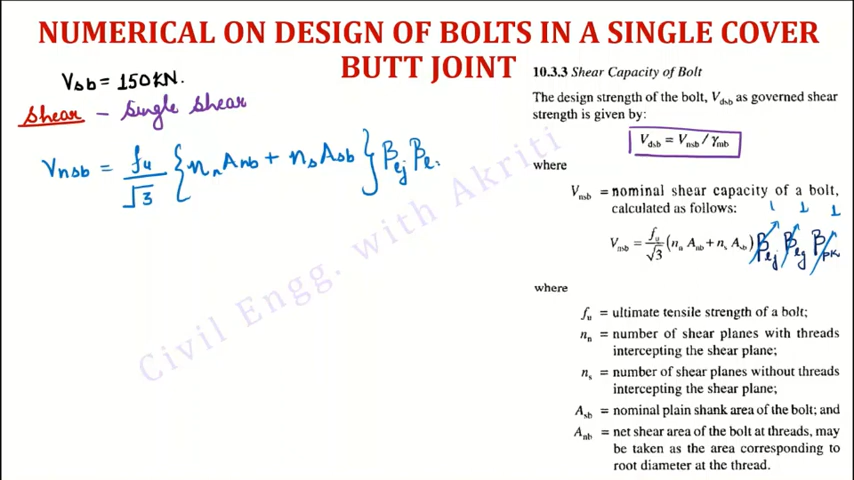 NUMERICAL ON DESIGN OF BOLTS IN A SINGLE COVER
BUTT JOINT
Vsb = 150KN.
Shear - Single shear
Vnsb = fu/√3 {nn Anb + ns Asb} βlj βl.
10.3.3 Shear Capacity of Bolt
The design strength of the bolt, Vdsb as governed shear
strength is given by:
Vdsb = Vnsb / γmb
where
Vnsb = nominal shear capacity of a bolt,
calculated as follows:
1 1 1
Vnsb = fu/√3 (nn Anb + ns Asb) βlj βlg βpk
where
fu = ultimate tensile strength of a bolt;
nn = number of shear planes with threads
intercepting the shear plane;
ns = number of shear planes without threads
intercepting the shear plane;
Asb = nominal plain shank area of the bolt; and
Anb = net shear area of the bolt at threads, may
be taken as the area corresponding to
root diameter at the thread.
Civil Engg. with Akriti